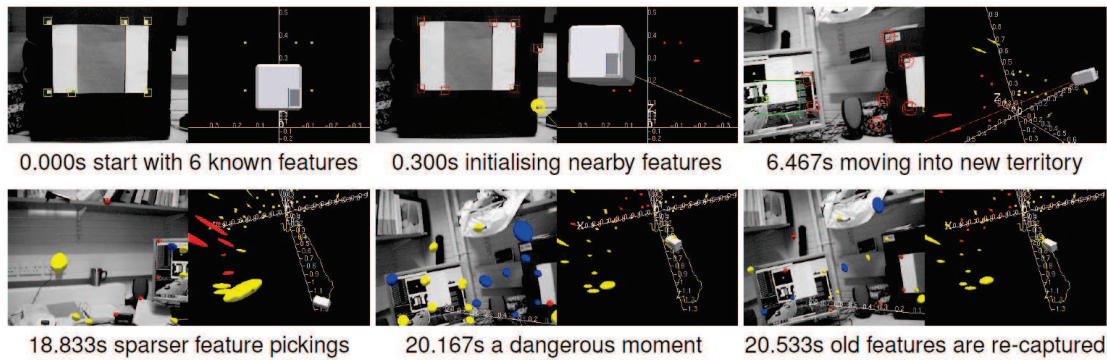 0.000s start with 6 known features
0.300s initialising nearby features
6.467s moving into new territory
18.833s sparser feature pickings
20.167s a dangerous moment
20.533s old features are re-captured